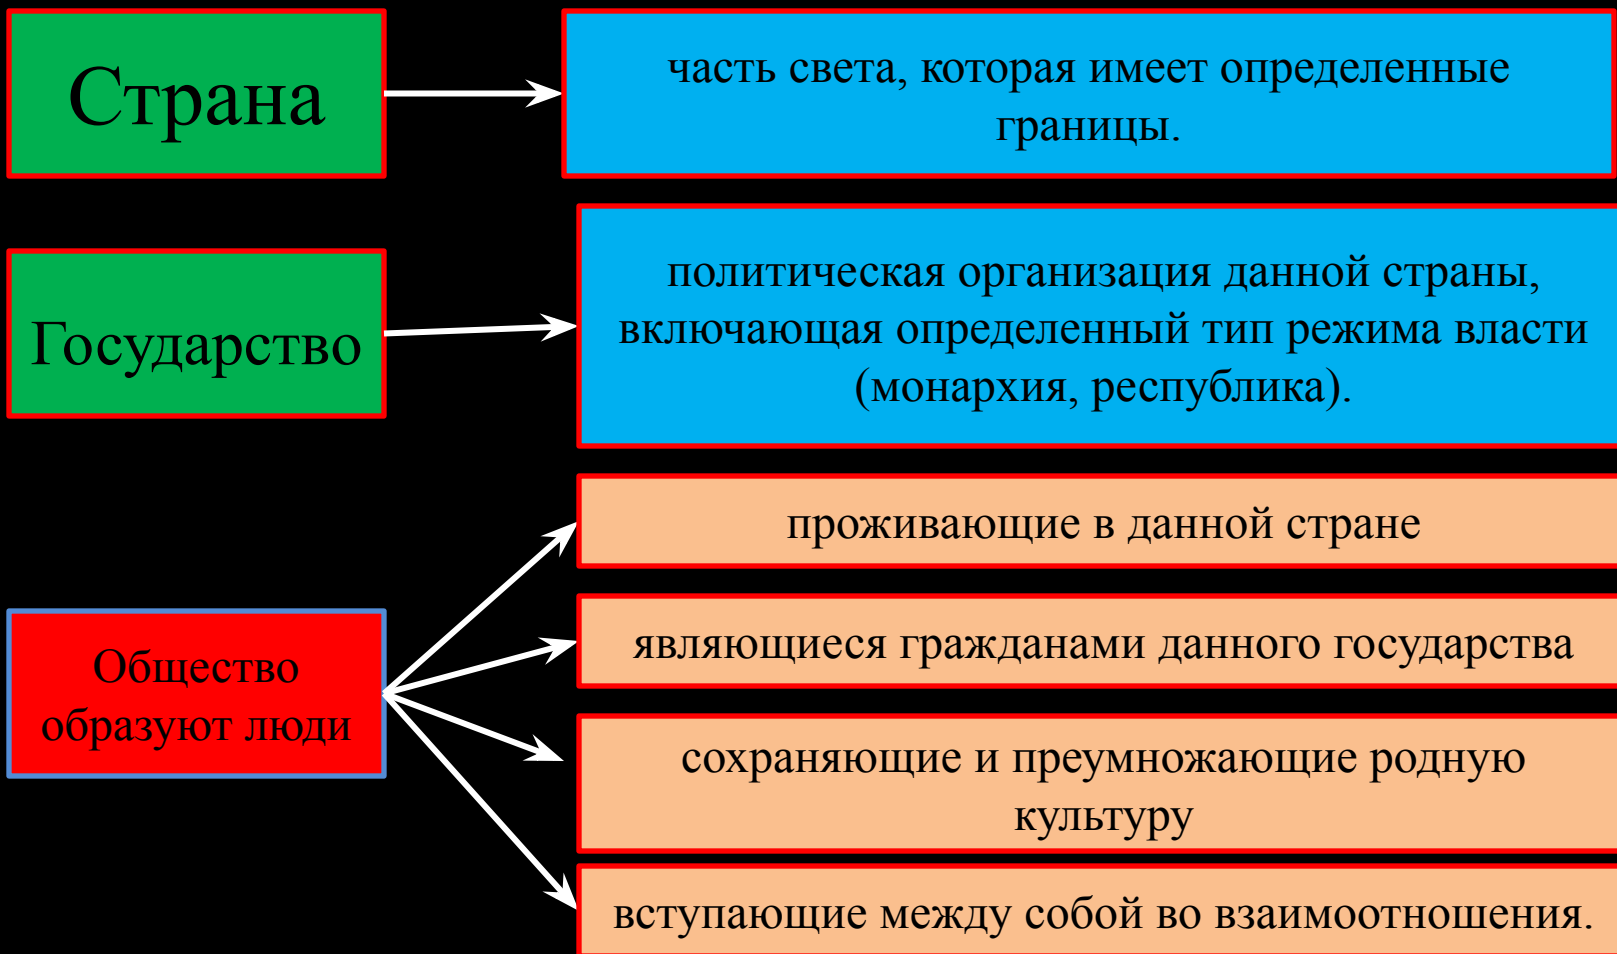 Страна
часть света, которая имеет определенные
границы.
Государство
политическая организация данной страны,
включающая определенный тип режима власти
(монархия, республика).
Общество
образуют люди
проживающие в данной стране
являющиеся гражданами данного государства
сохраняющие и преумножающие родную
культуру
вступающие между собой во взаимоотношения.